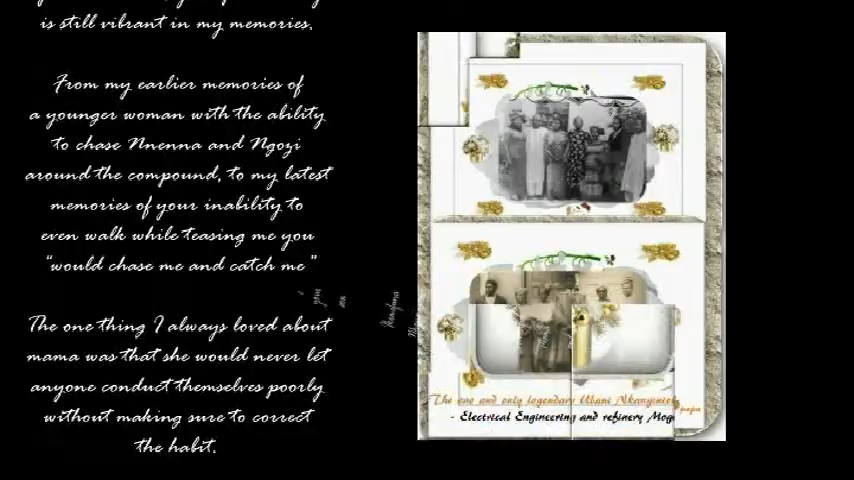 is still vibrant in my memories.
From my earlier memories of
a younger woman with the ability
to chase Nnenna and Ngozi
around the compound, to my latest
memories of your inability to
even walk while teasing me you
"would chase me and catch me"
The one thing I always loved about
mama was that she would never let
anyone conduct themselves poorly
without making sure to correct
the habit.
The one and only legendary Ubani
papa
- Electrical Engineering and refinery Mog